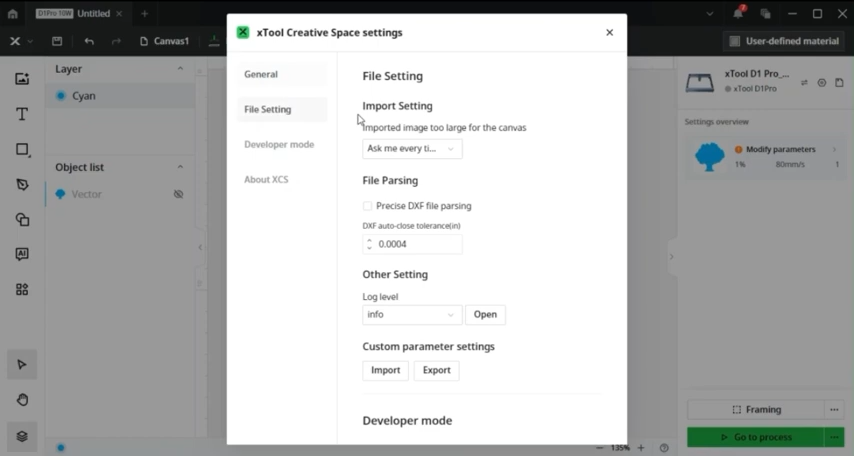 D1Pro 10W Untitled
7
Canvas1
User-defined material
Layer
Cyan
Object list
Vector
xTool Creative Space settings
General
File Setting
Developer mode
About XCS
File Setting
Import Setting
Imported image too large for the canvas
Ask me every ti...
File Parsing
Precise DXF file parsing
DXF auto-close tolerance(in)
0.0004
Other Setting
Log level
info
Open
Custom parameter settings
Import
Export
Developer mode
xTool D1 Pro_...
xTool D1Pro
Settings overview
Modify parameters
1%
80mm/s
1
Framing
Go to process
135%
AI